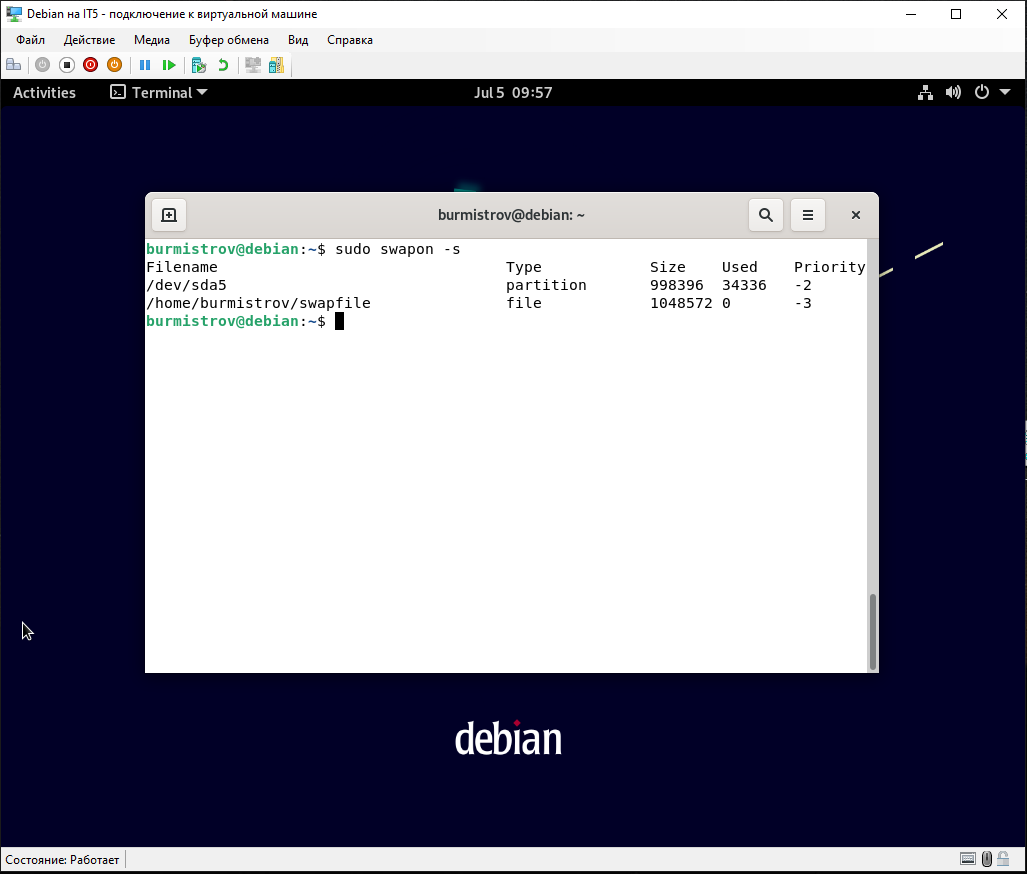 Debian на IT5 - подключение к виртуальной машине
Файл Действие Медиа Буфер обмена Вид Справка
Activities Terminal Jul 5 09:57
burmistrov@debian: ~
burmistrov@debian:~$ sudo swapon -s
Filename Type Size Used Priority
/dev/sda5 partition 998396 34336 -2
/home/burmistrov/swapfile file 1048572 0 -3
burmistrov@debian:~$
debian
Состояние: Работает